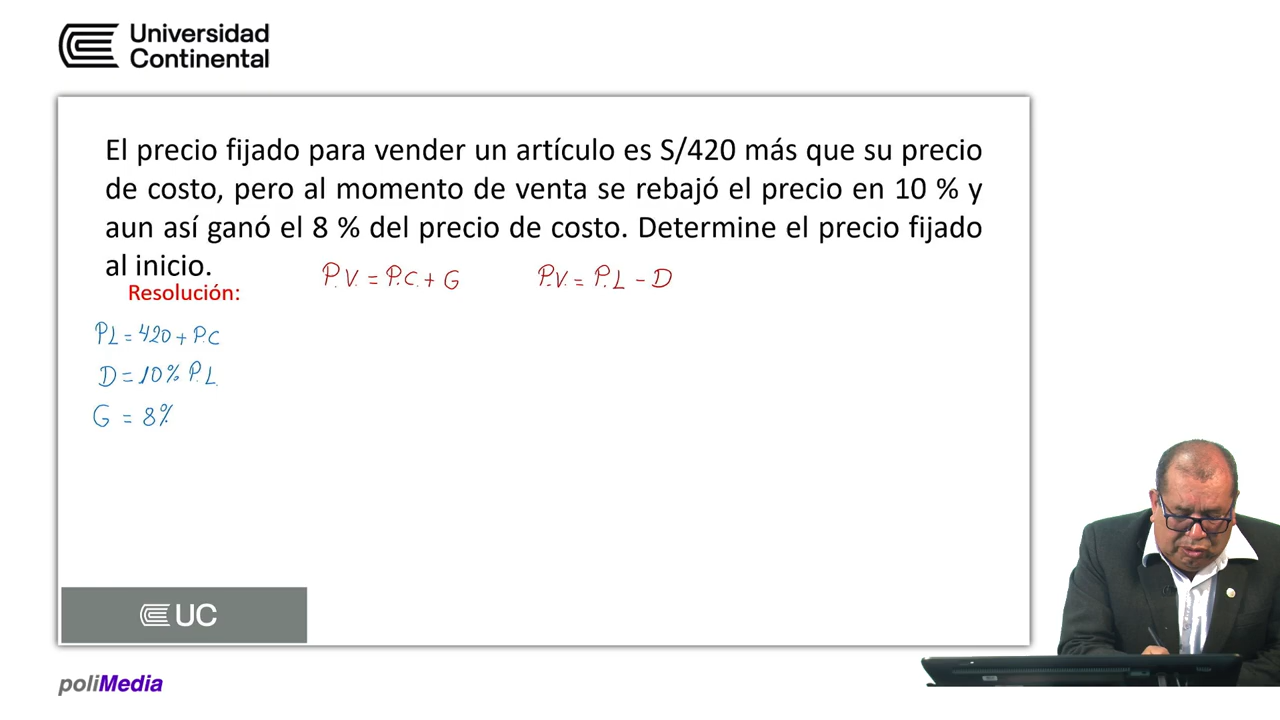 Universidad
Continental
El precio fijado para vender un artículo es S/420 más que su precio
de costo, pero al momento de venta se rebajó el precio en 10 % y
aun así ganó el 8 % del precio de costo. Determine el precio fijado
al inicio.
P.V. = P.C. + G
P.V. = P.L - D
Resolución:
P.L = 420 + P.C
D = 10% P.L.
G = 8%
UC
poliMedia